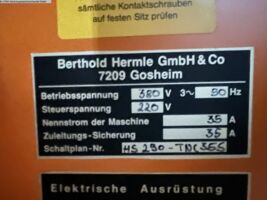 sämtliche Kontaktschrauben
auf festen Sitz prüfen
Berthold Hermle GmbH & Co
7209 Gosheim
Betriebsspannung 380 V 3~ 50 Hz
Steuerspannung 220 V
Nennstrom der Maschine 35 A
Zuleitungs-Sicherung 35 A
Schaltplan-Nr. HS 290-TNC355
Elektrische Ausrüstung